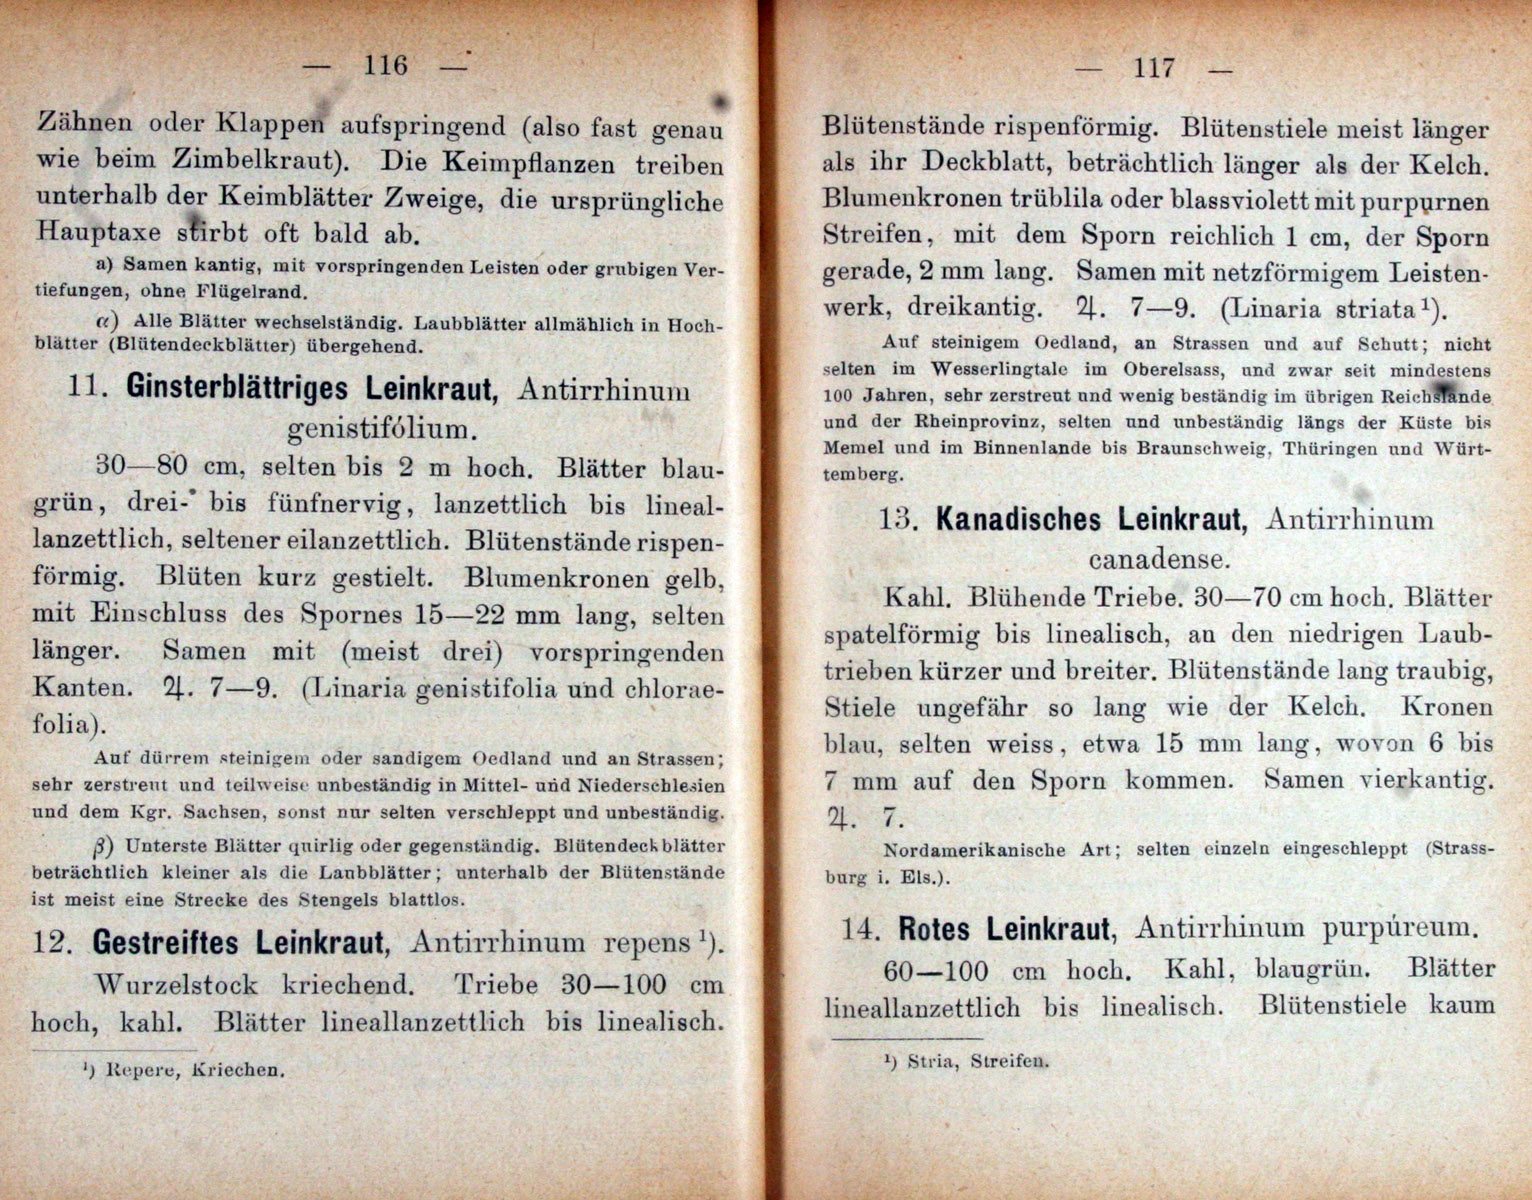 — 116 —
Zähnen oder Klappen aufspringend (also fast genau
wie beim Zimbelkraut). Die Keimpflanzen treiben
unterhalb der Keimblätter Zweige, die ursprüngliche
Hauptaxe stirbt oft bald ab.
a) Samen kantig, mit vorspringenden Leisten oder grubigen Ver-
tiefungen, ohne Flügelrand.
α) Alle Blätter wechselständig. Laubblätter allmählich in Hoch-
blätter (Blütendeckblätter) übergehend.
11. Ginsterblättriges Leinkraut, Antirrhinum
genistifólium.
30—80 cm, selten bis 2 m hoch. Blätter blau-
grün, drei- bis fünfnervig, lanzettlich bis lineal-
lanzettlich, seltener eilanzettlich. Blütenstände rispen-
förmig. Blüten kurz gestielt. Blumenkronen gelb,
mit Einschluss des Spornes 15—22 mm lang, selten
länger. Samen mit (meist drei) vorspringenden
Kanten. ♃. 7—9. (Linaria genistifolia und chlorae-
folia).
Auf dürrem steinigem oder sandigem Oedland und an Strassen;
sehr zerstreut und teilweise unbeständig in Mittel- und Niederschlesien
und dem Kgr. Sachsen, sonst nur selten verschleppt und unbeständig.
β) Unterste Blätter quirlig oder gegenständig. Blütendeckblätter
beträchtlich kleiner als die Laubblätter; unterhalb der Blütenstände
ist meist eine Strecke des Stengels blattlos.
12. Gestreiftes Leinkraut, Antirrhinum repens ¹).
Wurzelstock kriechend. Triebe 30—100 cm
hoch, kahl. Blätter lineallanzettlich bis linealisch.
¹) Repere, Kriechen.
— 117 —
Blütenstände rispenförmig. Blütenstiele meist länger
als ihr Deckblatt, beträchtlich länger als der Kelch.
Blumenkronen trüblila oder blassviolett mit purpurnen
Streifen, mit dem Sporn reichlich 1 cm, der Sporn
gerade, 2 mm lang. Samen mit netzförmigem Leisten-
werk, dreikantig. ♃. 7—9. (Linaria striata ¹).
Auf steinigem Oedland, an Strassen und auf Schutt; nicht
selten im Wesserlingtale im Oberelsass, und zwar seit mindestens
100 Jahren, sehr zerstreut und wenig beständig im übrigen Reichslande
und der Rheinprovinz, selten und unbeständig längs der Küste bis
Memel und im Binnenlande bis Braunschweig, Thüringen und Würt-
temberg.
13. Kanadisches Leinkraut, Antirrhinum
canadense.
Kahl. Blühende Triebe. 30—70 cm hoch. Blätter
spatelförmig bis linealisch, an den niedrigen Laub-
trieben kürzer und breiter. Blütenstände lang traubig,
Stiele ungefähr so lang wie der Kelch. Kronen
blau, selten weiss, etwa 15 mm lang, wovon 6 bis
7 mm auf den Sporn kommen. Samen vierkantig.
♃. 7.
Nordamerikanische Art; selten einzeln eingeschleppt (Strass-
burg i. Els.).
14. Rotes Leinkraut, Antirrhinum purpúreum.
60—100 cm hoch. Kahl, blaugrün. Blätter
lineallanzettlich bis linealisch. Blütenstiele kaum
¹) Stria, Streifen.